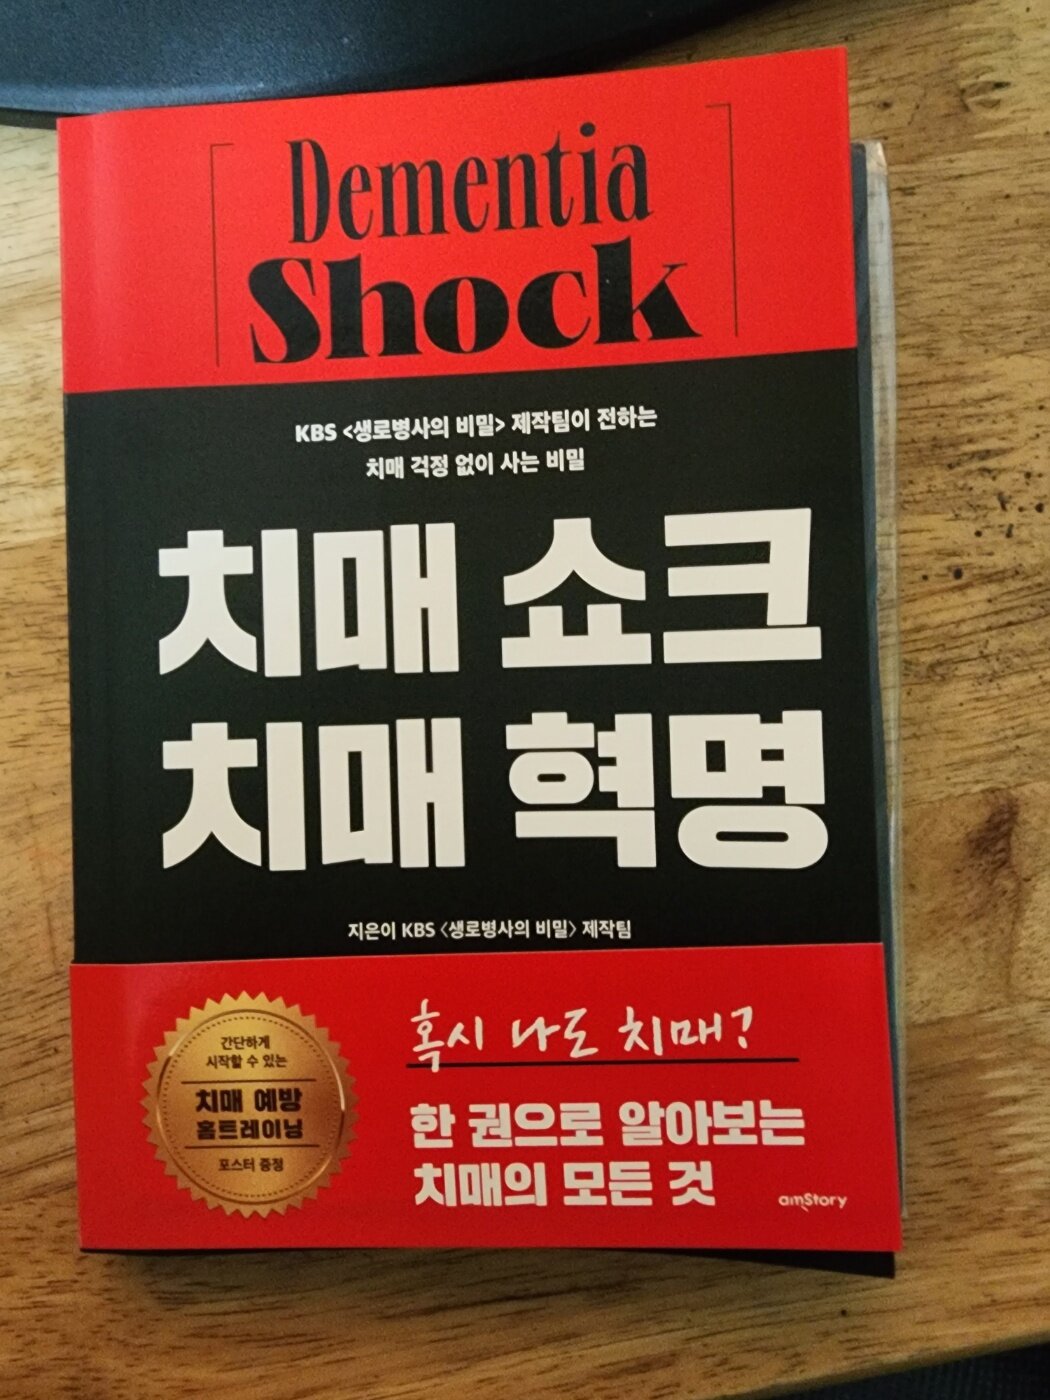 Dementia
Shock
KBS <생로병사의 비밀> 제작팀이 전하는
치매 걱정 없이 사는 비밀
치매 쇼크
치매 혁명
지은이 KBS <생로병사의 비밀> 제작팀
간단하게
시작할 수 있는
치매 예방
홈트레이닝
포스터 증정
혹시 나도 치매?
한 권으로 알아보는
치매의 모든 것
amStory